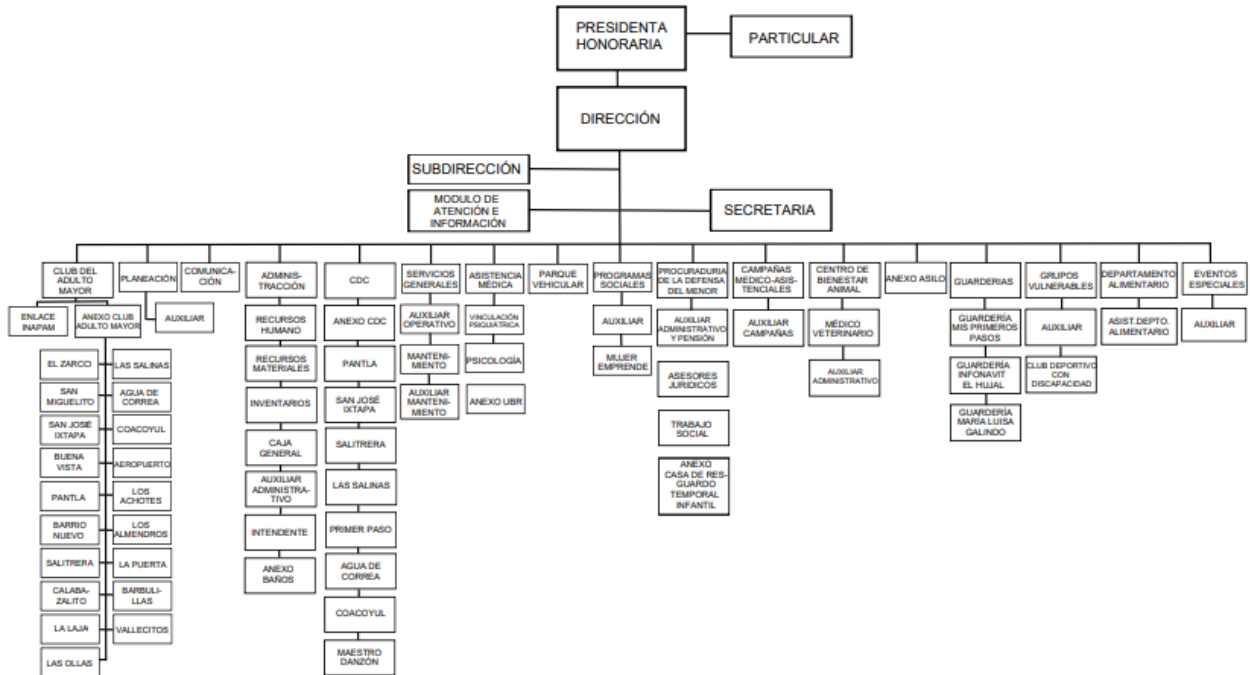 PRESIDENTA
HONORARIA
PARTICULAR
DIRECCIÓN
SUBDIRECCIÓN
MODULO DE
ATENCIÓN E
INFORMACIÓN
SECRETARIA
CLUB DEL
ADULTO
MAYOR
ENLACE
INAPAM
ANEXO CLUB
ADULTO MAYOR
EL ZARCO
LAS SALINAS
SAN
MIGUELITO
AGUA DE
CORREA
SAN JOSÉ
IXTAPA
COACOYUL
BUENA
VISTA
AEROPUERTO
PANTLA
LOS
ACHOTES
BARRIO
NUEVO
LOS
ALMENDROS
SALITRERA
LA PUERTA
CALABA-
ZALITO
BARBULI-
LLAS
LA LAJA
VALLECITOS
LAS OLLAS
PLANEACIÓN
AUXILIAR
COMUNICA-
CIÓN
ADMINIS-
TRACCIÓN
RECURSOS
HUMANO
RECURSOS
MATERIALES
INVENTARIOS
CAJA
GENERAL
AUXILIAR
ADMINISTRA-
TIVO
INTENDENTE
ANEXO
BAÑOS
CDC
ANEXO CDC
PANTLA
SAN JOSÉ
IXTAPA
SALITRERA
LAS SALINAS
PRIMER PASO
AGUA
DE CORREA
COACOYUL
MAESTRO
DANZÓN
SERVICIOS
GENERALES
AUXILIAR
OPERATIVO
MANTENI-
MIENTO
AUXILIAR
MANTENI-
MIENTO
ASISTENCIA
MÉDICA
VINCULACIÓN
PSIQUIATRICA
PSICOLOGÍA
ANEXO UBR
PARQUE
VEHICULAR
PROGRAMAS
SOCIALES
AUXILIAR
MUJER
EMPRENDE
PROCURADURIA
DE LA DEFENSA
DEL MENOR
AUXILIAR
ADMINISTRATIVO
Y PENSIÓN
ASESORES
JURIDICOS
TRABAJO
SOCIAL
ANEXO
CASA DE RES-
GUARDO
TEMPORAL
INFANTIL
CAMPAÑAS
MEDICO-ASIS-
TENCIALES
AUXILIAR
CAMPAÑAS
CENTRO DE
BIENESTAR
ANIMAL
MÉDICO
VETERINARIO
AUXILIAR
ADMINISTRATIVO
ANEXO ASILO
GUARDERIAS
GUARDERÍA
MIS PRIMEROS
PASOS
GUARDERÍA
INFONAVIT
EL HUJAL
GUARDERÍA
MARÍA LUISA
GALINDO
GRUPOS
VULNERABLES
AUXILIAR
CLUB DEPORTIVO
CON
DISCAPACIDAD
DEPARTAMENTO
ALIMENTARIO
ASIST.DEPTO.
ALIMENTARIO
EVENTOS
ESPECIALES
AUXILIAR